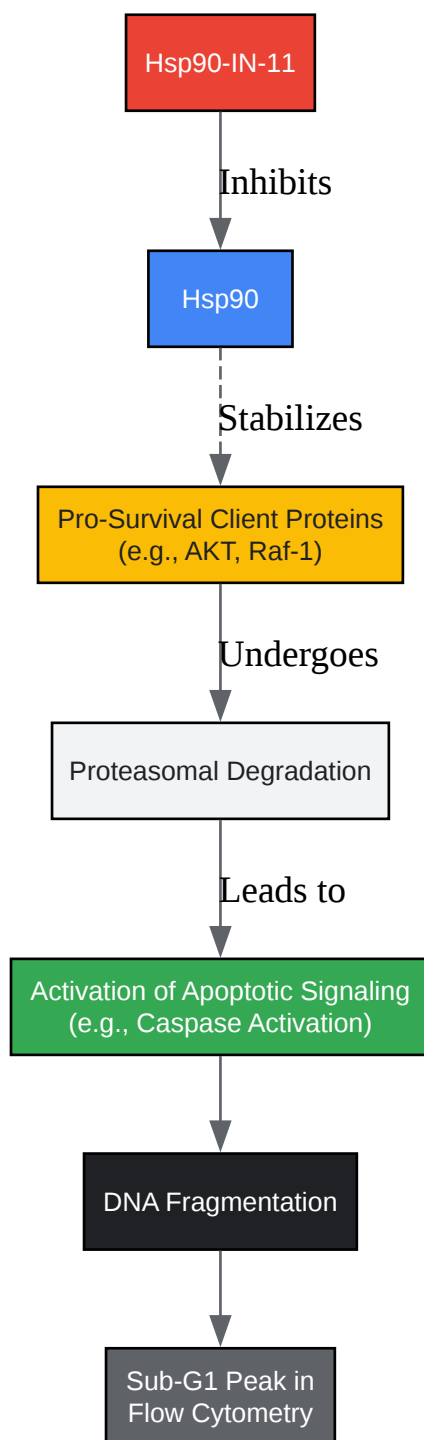 Hsp90-IN-11
Inhibits
Hsp90
Stabilizes
Pro-Survival Client Proteins
(e.g., AKT, Raf-1)
Undergoes
Proteasomal Degradation
Leads to
Activation of Apoptotic Signaling
(e.g., Caspase Activation)
DNA Fragmentation
Sub-G1 Peak in
Flow Cytometry